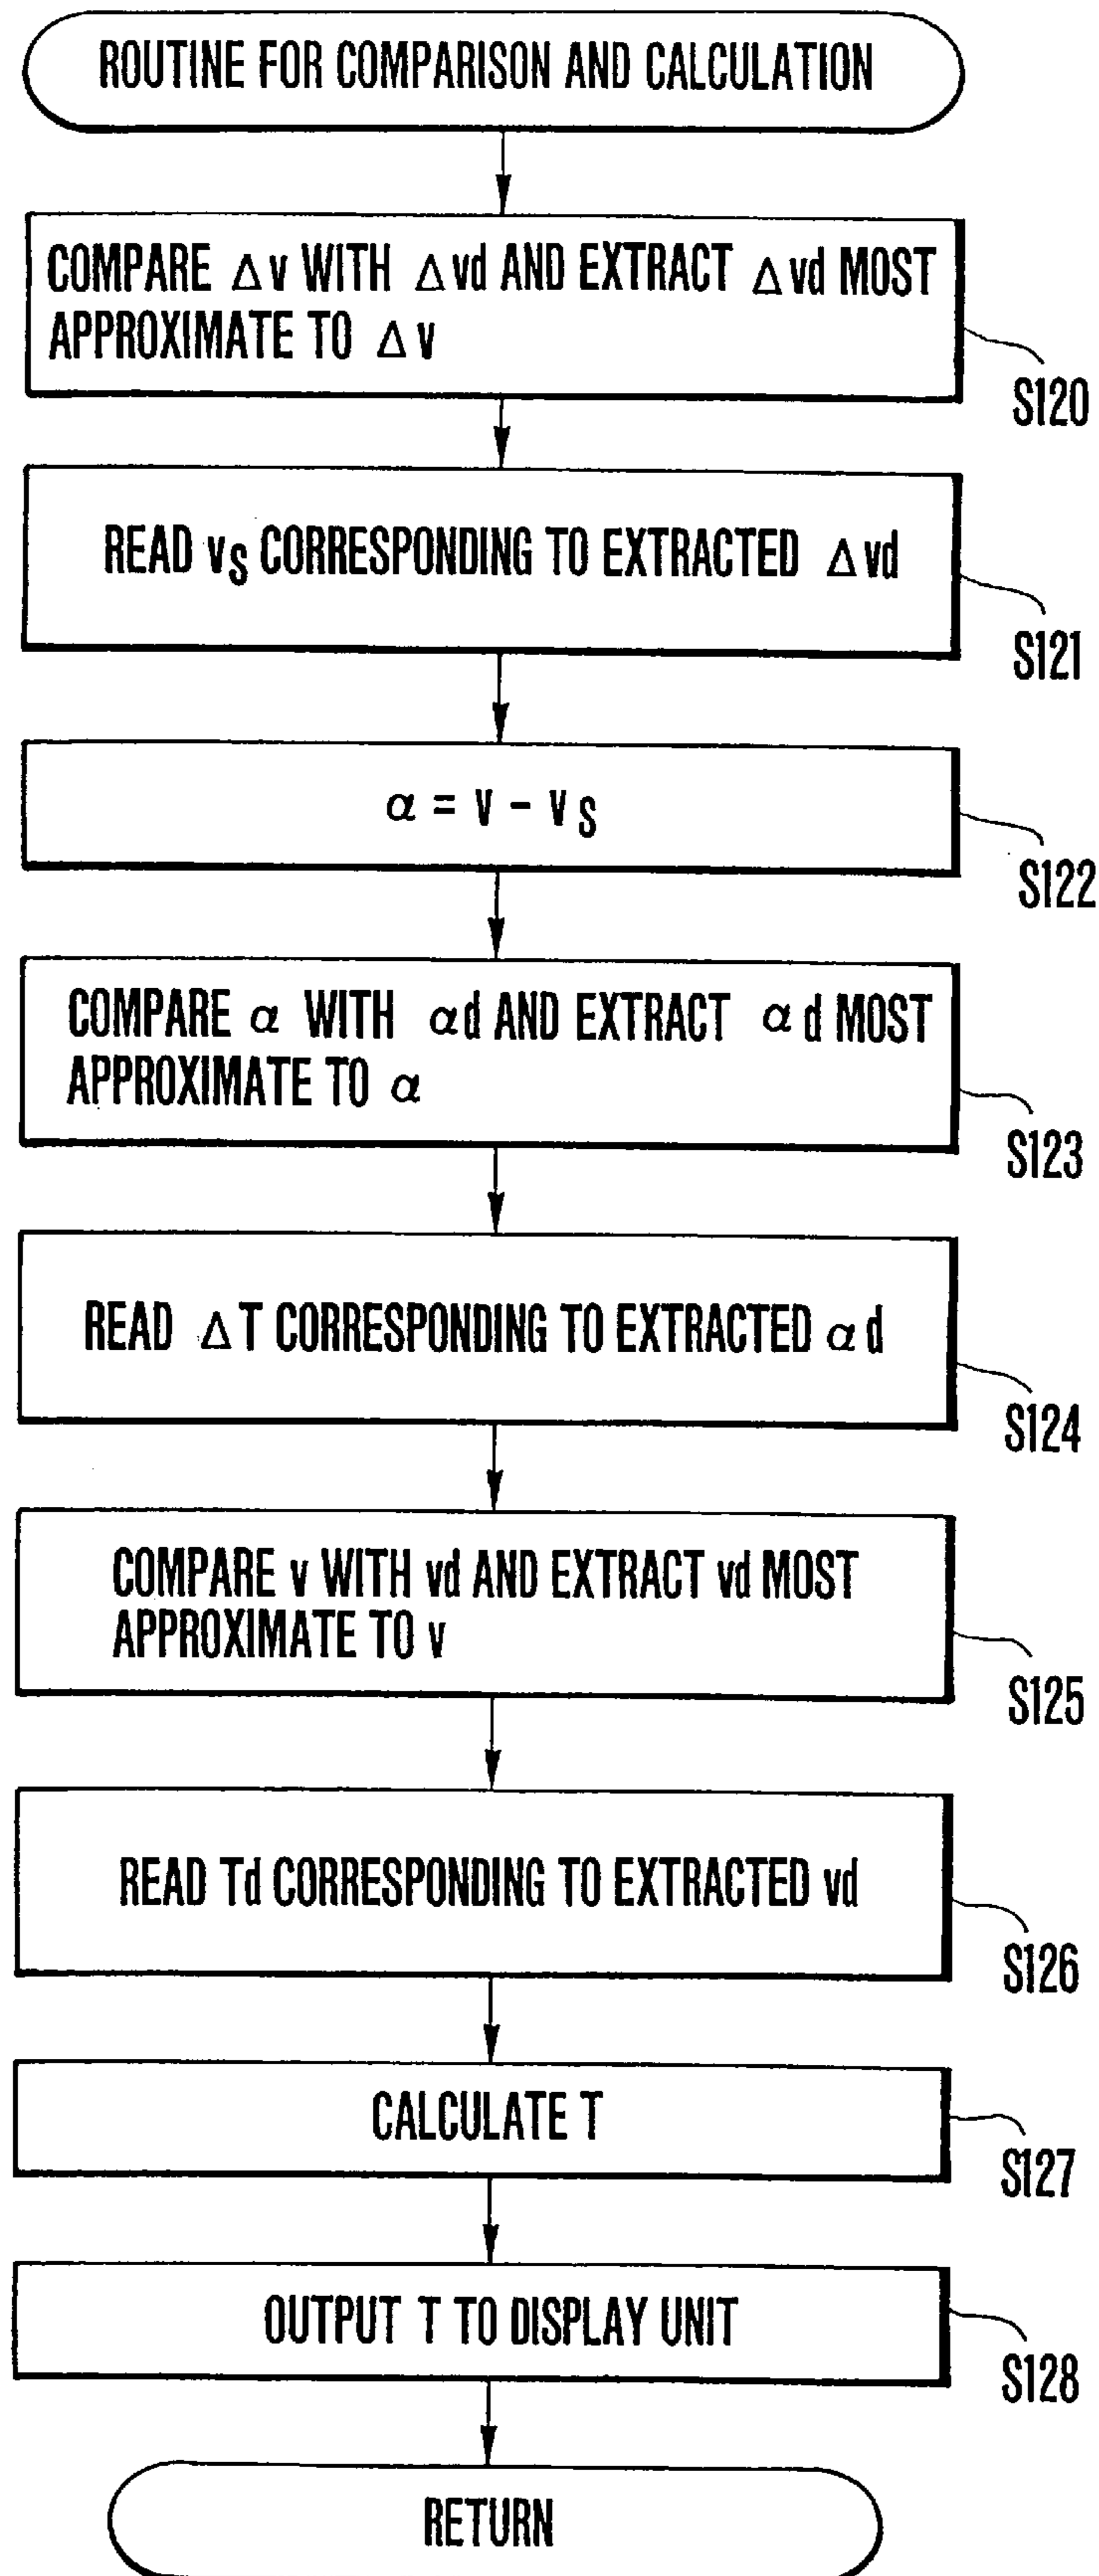 ROUTINE FOR COMPARISON AND CALCULATION
COMPARE Δv WITH Δvd AND EXTRACT Δvd MOST
APPROXIMATE TO Δv
S120
READ vS CORRESPONDING TO EXTRACTED Δvd
S121
α = v - vS
S122
COMPARE α WITH αd AND EXTRACT αd MOST
APPROXIMATE TO α
S123
READ ΔT CORRESPONDING TO EXTRACTED αd
S124
COMPARE v WITH vd AND EXTRACT vd MOST
APPROXIMATE TO v
S125
READ Td CORRESPONDING TO EXTRACTED vd
S126
CALCULATE T
S127
OUTPUT T TO DISPLAY UNIT
S128
RETURN